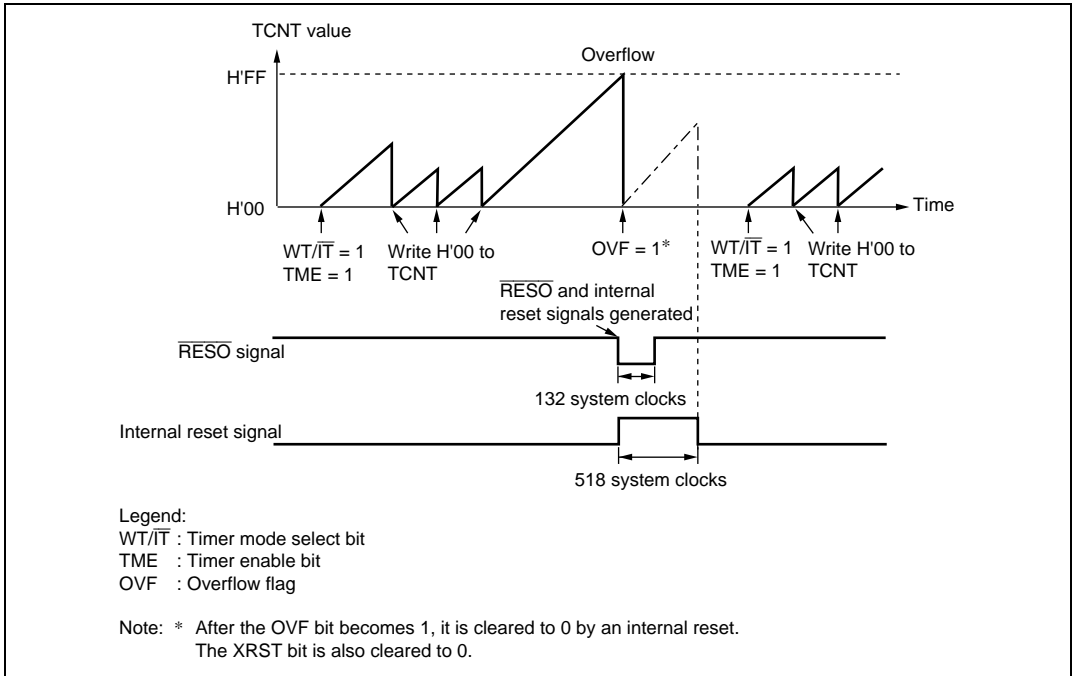 TCNT value
Overflow
H'FF
H'00
Time
WT/IT = 1
TME = 1
Write H'00 to
TCNT
OVF = 1*
WT/IT = 1
TME = 1
Write H'00 to
TCNT
RESO and internal
reset signals generated
RESO signal
132 system clocks
Internal reset signal
518 system clocks
Legend:
WT/IT : Timer mode select bit
TME : Timer enable bit
OVF : Overflow flag
Note: * After the OVF bit becomes 1, it is cleared to 0 by an internal reset.
The XRST bit is also cleared to 0.